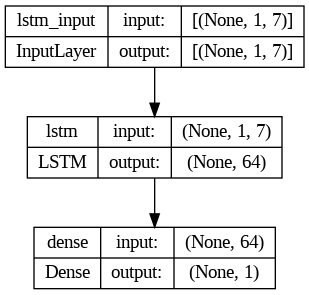 lstm_input input: [(None, 1, 7)]
InputLayer output: [(None, 1, 7)]
lstm input: (None, 1, 7)
LSTM output: (None, 64)
dense input: (None, 64)
Dense output: (None, 1)